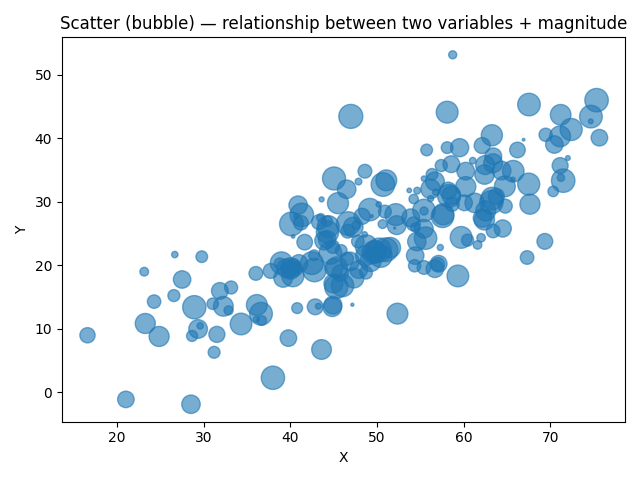 Scatter (bubble) — relationship between two variables + magnitude
50
40
30
20
10
0
Y
20 30 40 50 60 70
X